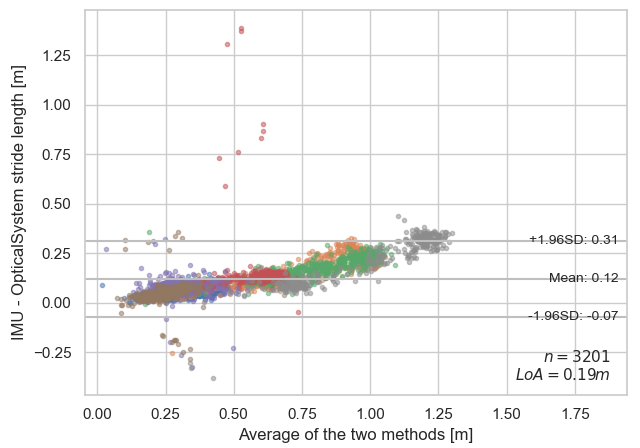 IMU - OpticalSystem stride length [m]
1.25
1.00
0.75
0.50
0.25
0.00
−0.25
+1.96SD: 0.31
Mean: 0.12
-1.96SD: -0.07
n = 3201
LoA = 0.19m
0.00 0.25 0.50 0.75 1.00 1.25 1.50 1.75
Average of the two methods [m]